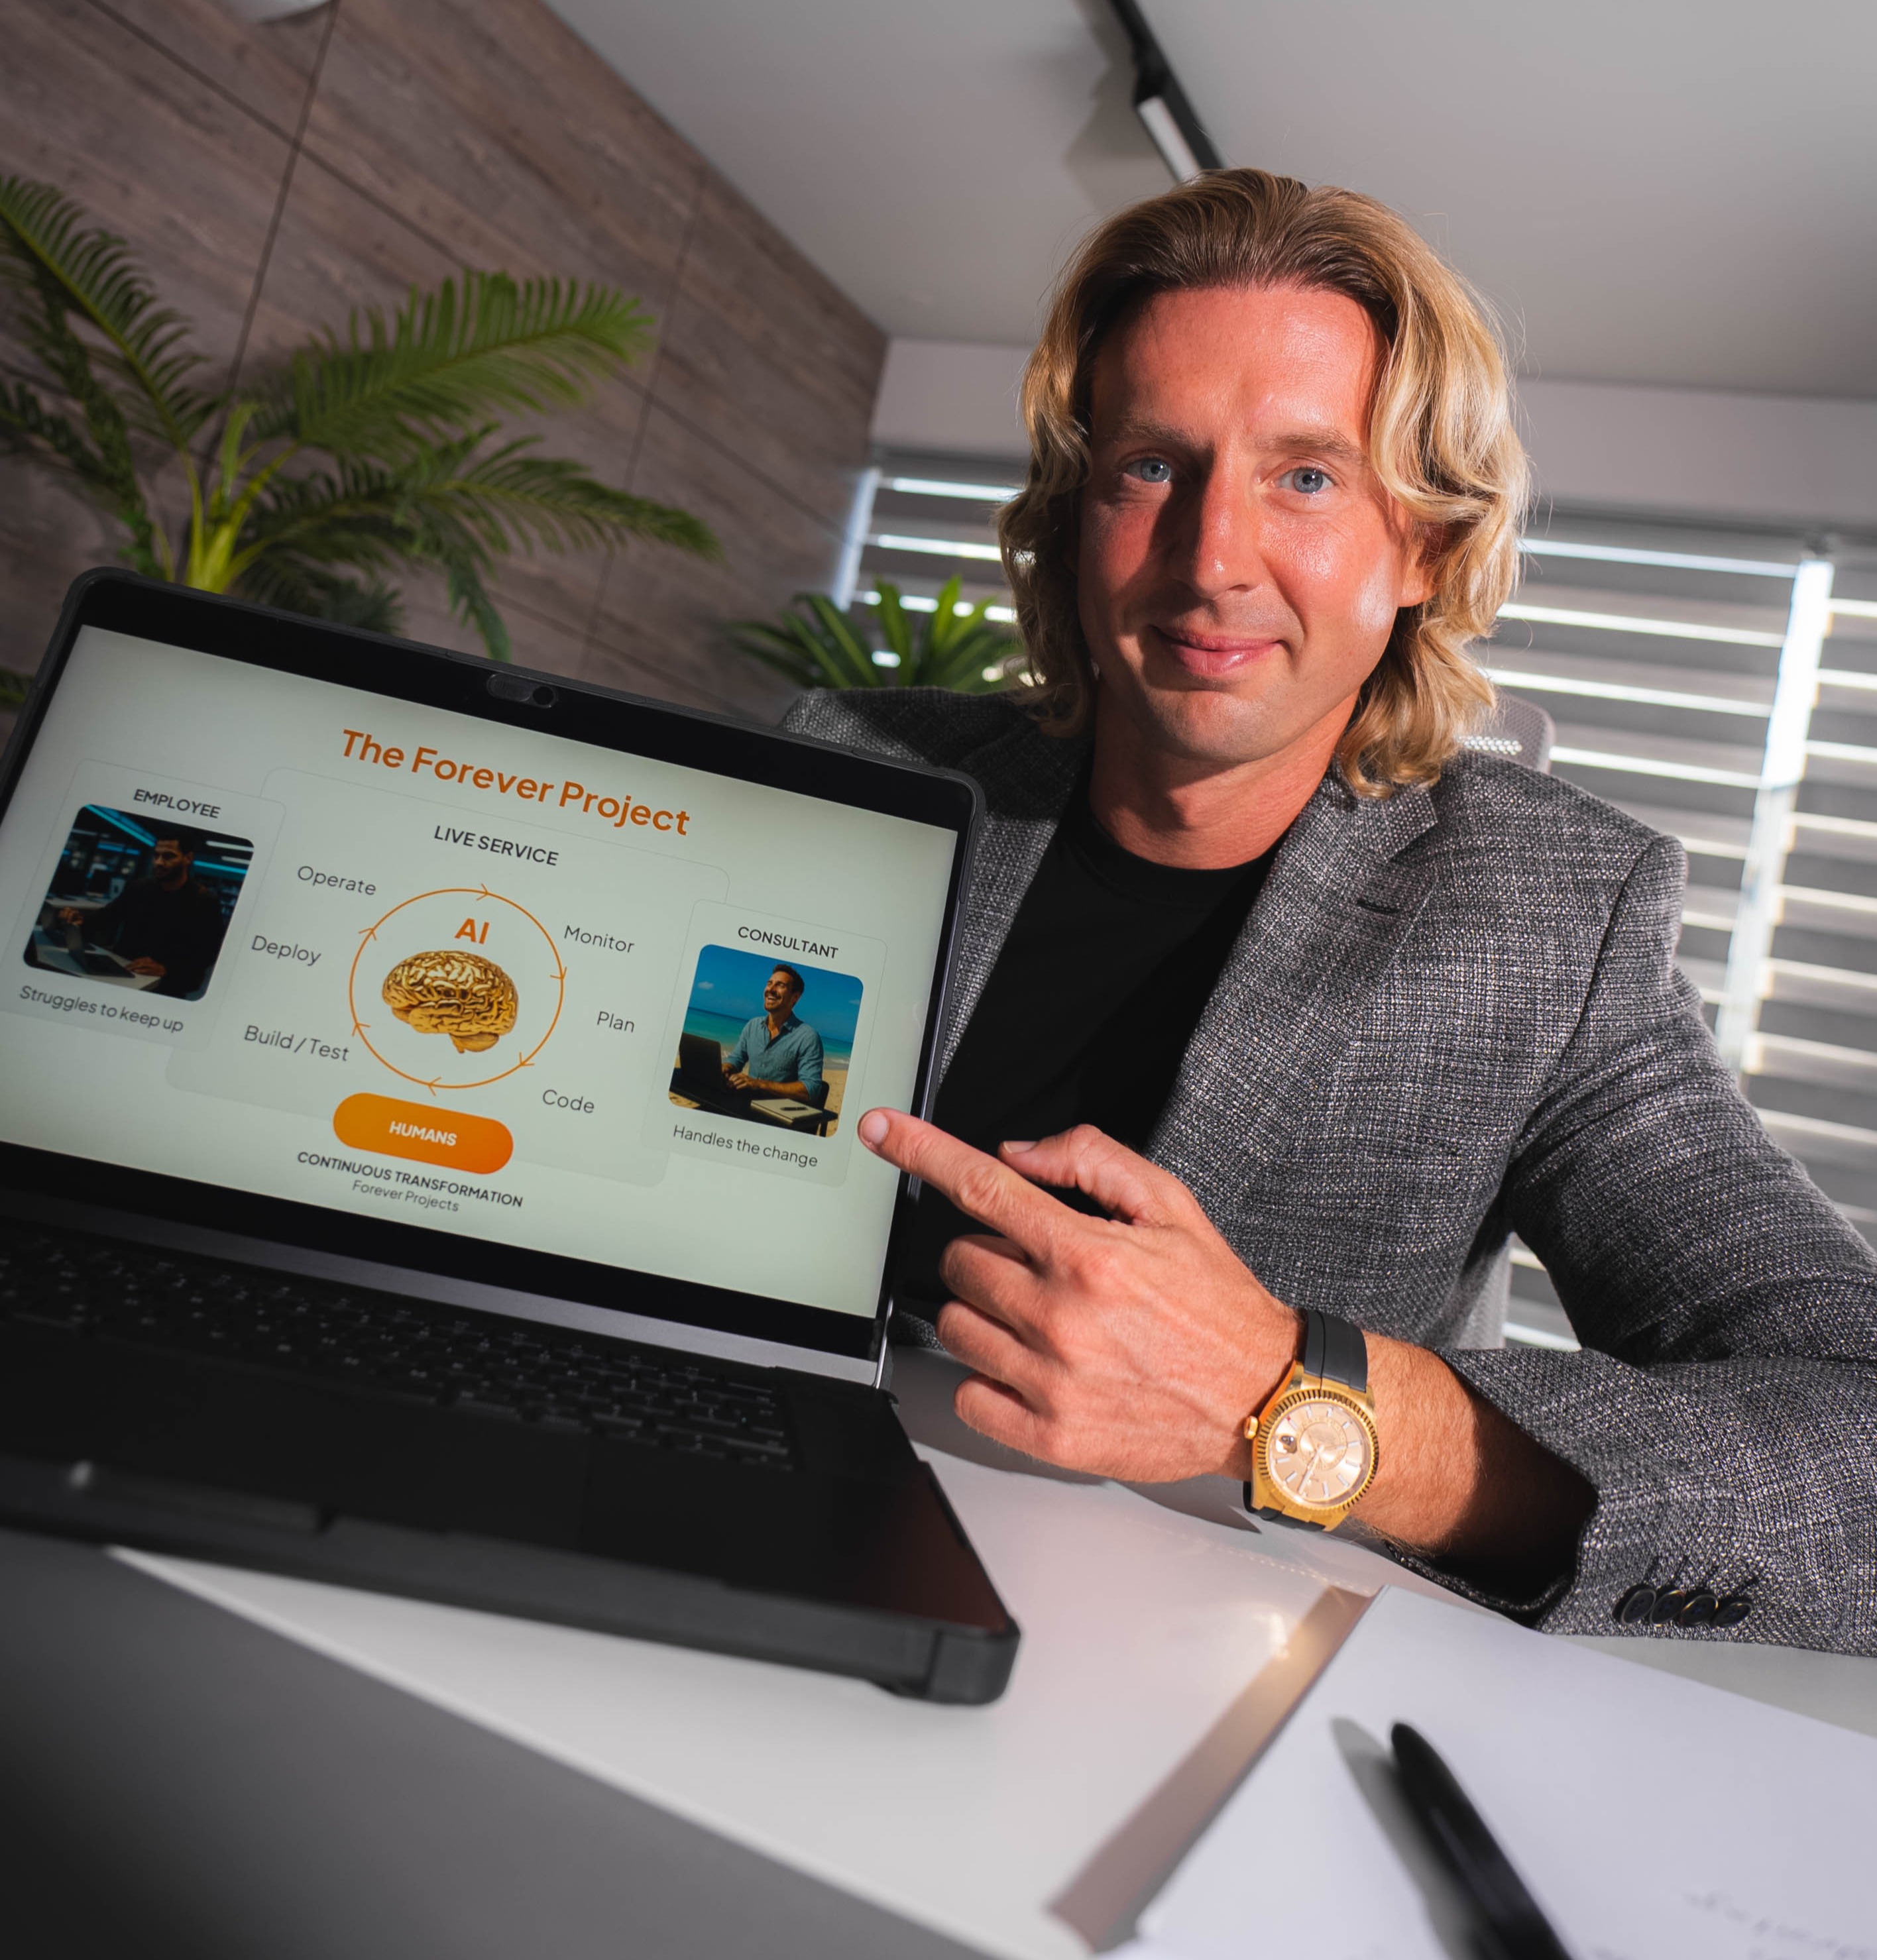 The Forever Project
EMPLOYEE
Struggles to keep up
LIVE SERVICE
Operate
Deploy
Build / Test
AI
Monitor
Plan
Code
HUMANS
CONTINUOUS TRANSFORMATION
Forever Projects
CONSULTANT
Handles the change